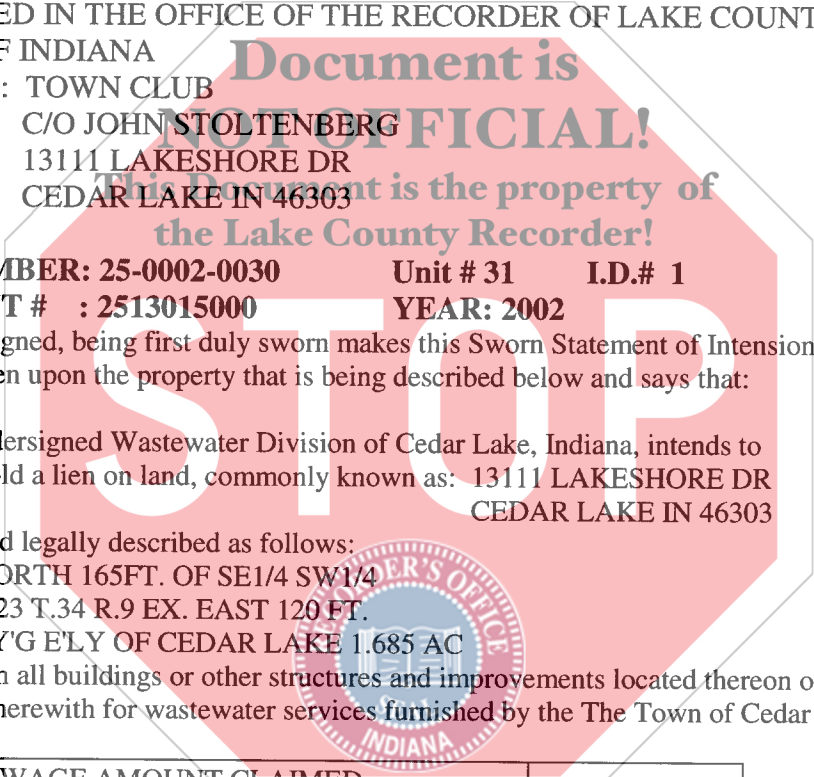 ED IN THE OFFICE OF THE RECORDER OF LAKE COUNT
F INDIANA
Document is
: TOWN CLUB
C/O JOHN STOLTENBERG
NOT OFFICIAL!
13111 LAKESHORE DR
This Document is the property of
CEDAR LAKE IN 46303
the Lake County Recorder!
MBER: 25-0002-0030 Unit # 31 I.D.# 1
T # : 2513015000 YEAR: 2002
gned, being first duly sworn makes this Sworn Statement of Intension
en upon the property that is being described below and says that:
STOP
dersigned Wastewater Division of Cedar Lake, Indiana, intends to
ld a lien on land, commonly known as: 13111 LAKESHORE DR
CEDAR LAKE IN 46303
d legally described as follows:
ORTH 165FT. OF SE1/4 SW1/4
23 T.34 R.9 EX. EAST 120 FT.
Y'G E'LY OF CEDAR LAKE 1.685 AC
RECORDER'S OFFICE
INDIANA
n all buildings or other structures and improvements located thereon o
herewith for wastewater services furnished by the The Town of Cedar
WAGE AMOUNT CLAIMED